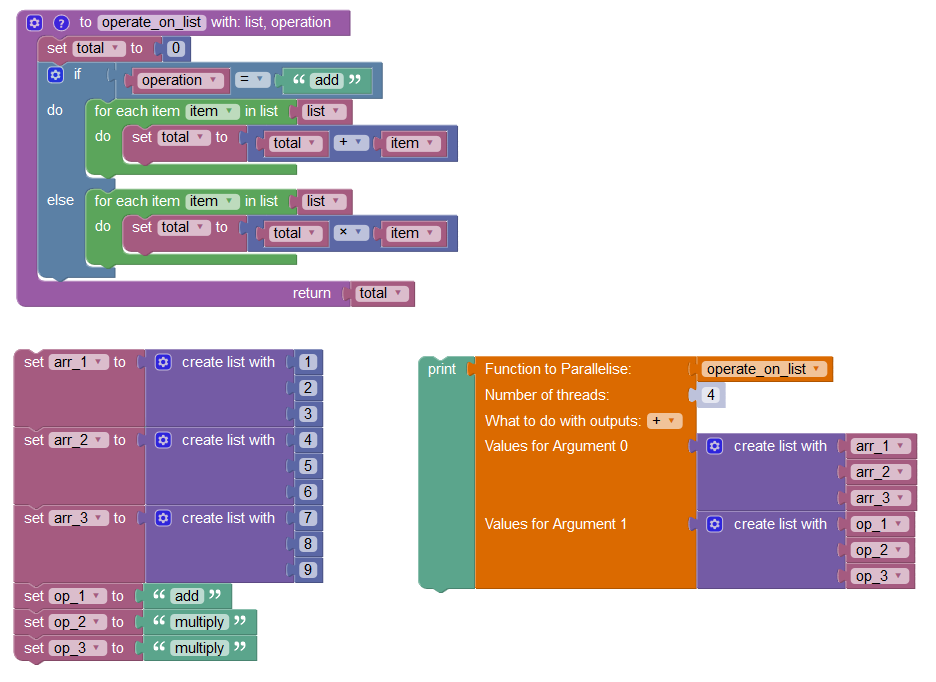 ? to operate_on_list with: list, operation
set total to 0
if operation = “ add ”
do for each item item in list list
do set total to total + item
else for each item item in list list
do set total to total × item
return total
set arr_1 to create list with 1
2
3
set arr_2 to create list with 4
5
6
set arr_3 to create list with 7
8
9
set op_1 to “ add ”
set op_2 to “ multiply ”
set op_3 to “ multiply ”
print Function to Parallelise: operate_on_list
Number of threads: 4
What to do with outputs: +
Values for Argument 0 create list with arr_1
arr_2
arr_3
Values for Argument 1 create list with op_1
op_2
op_3